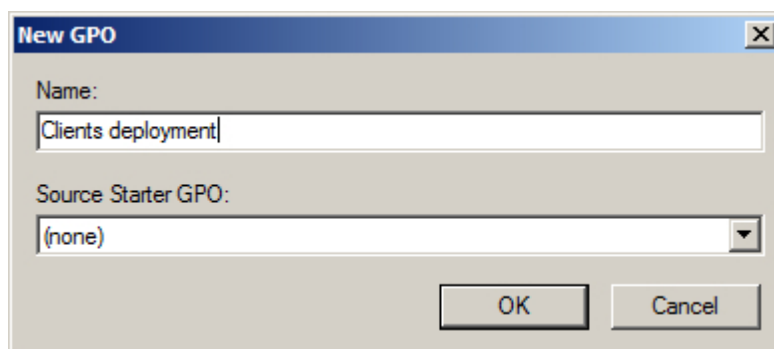 New GPO
Name:
Clients deployment
Source Starter GPO:
(none)
OK Cancel